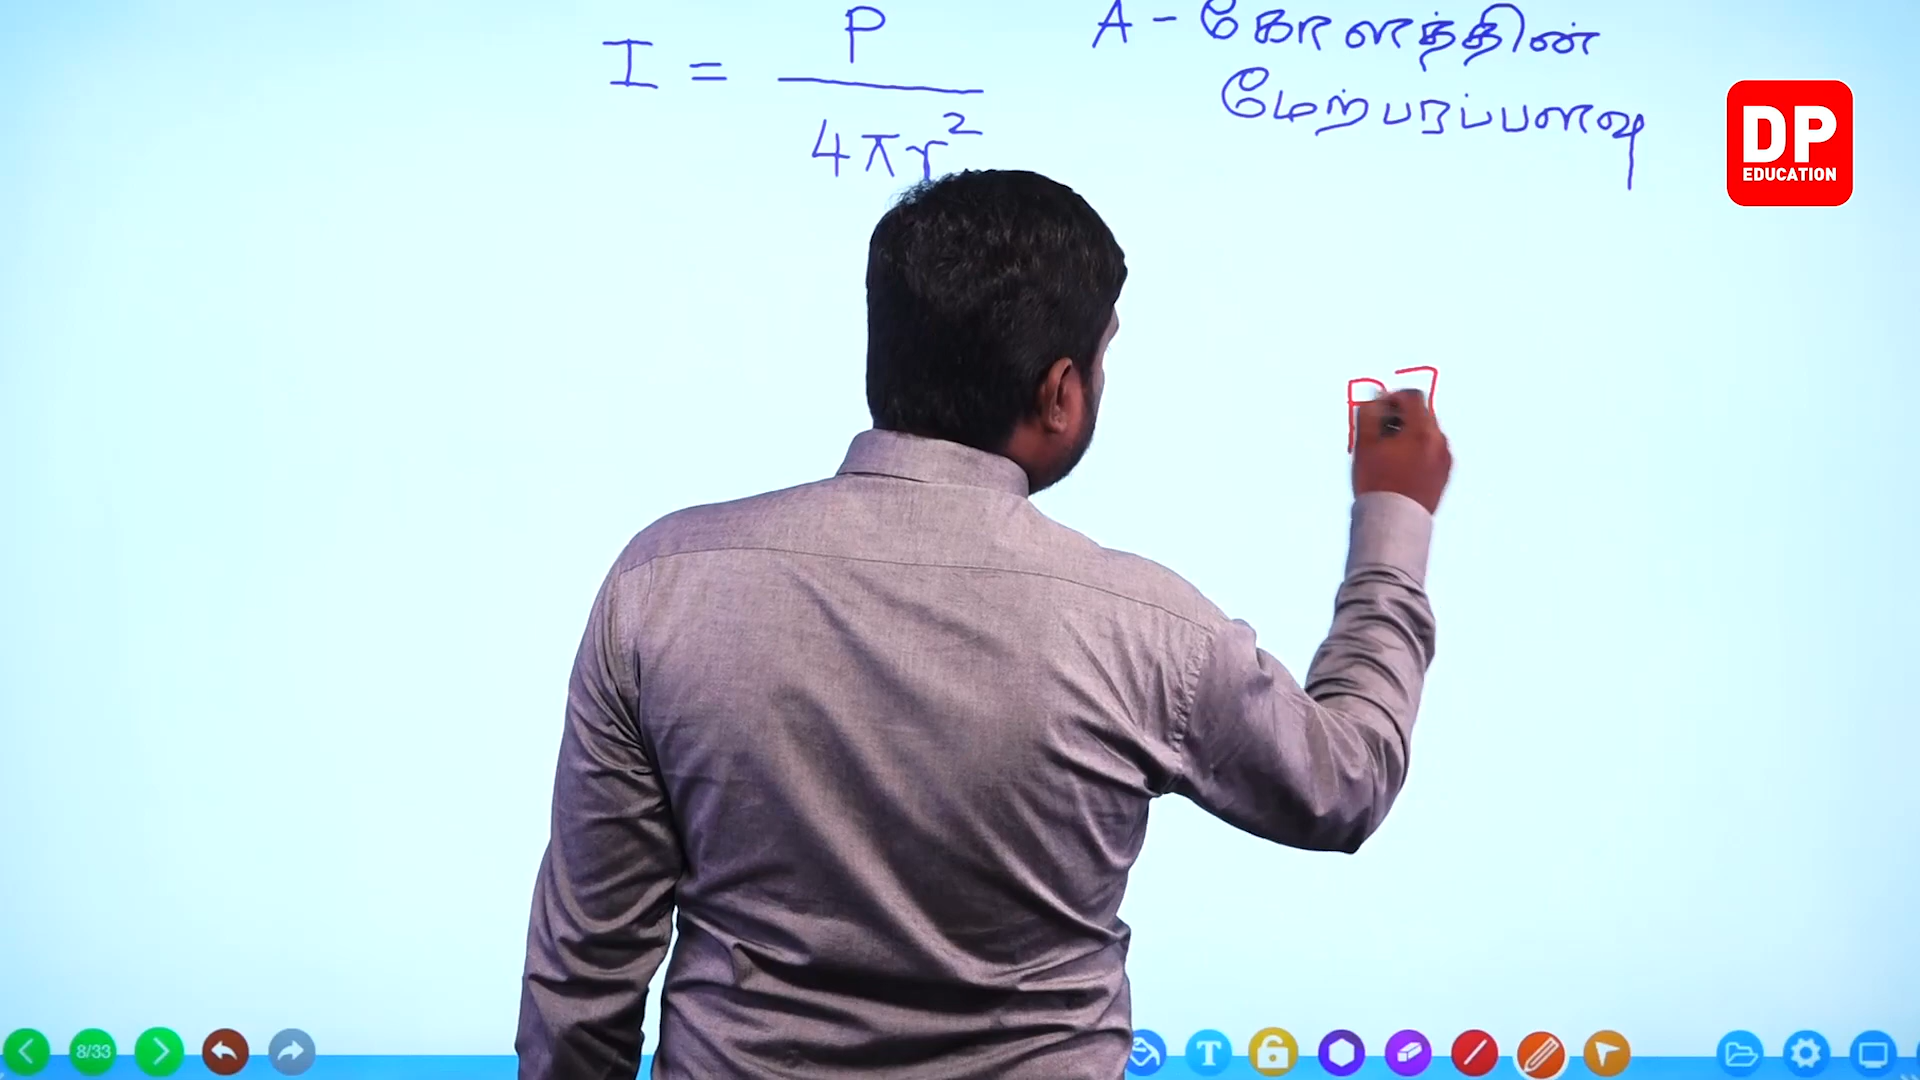 I = P / 4πr²
A - கோளத்தின்
மேற்பரப்பளவு
DP
EDUCATION
P
8/33
T